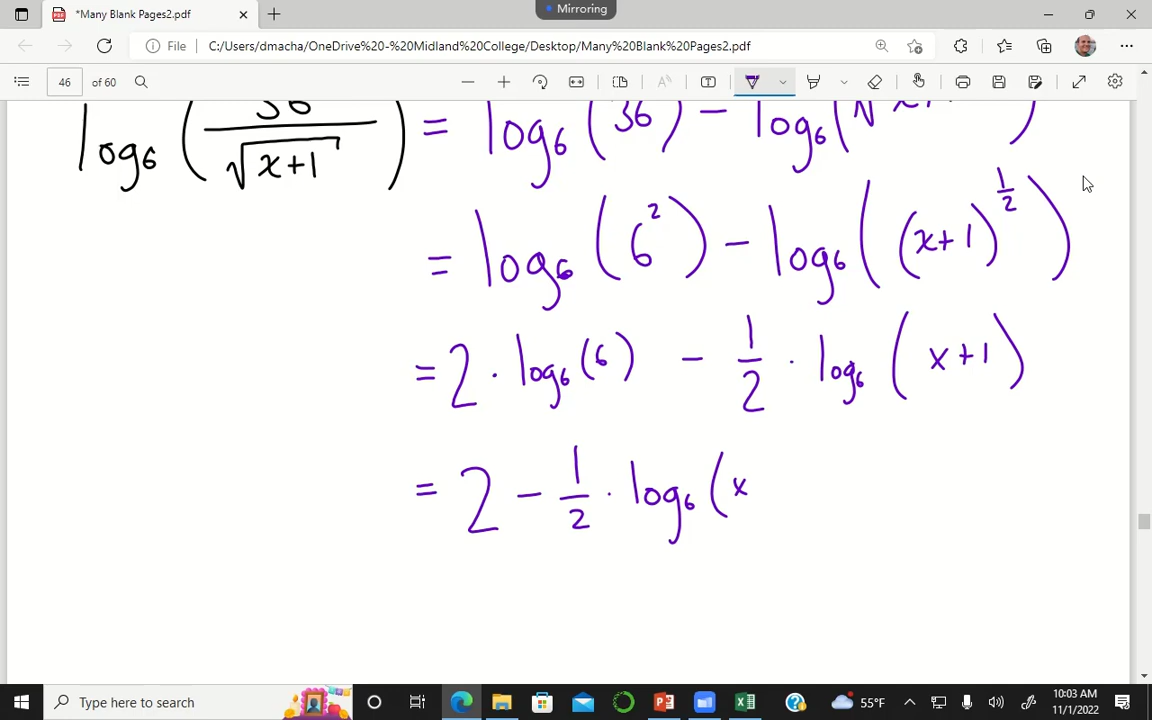 Mirroring
*Many Blank Pages2.pdf
File C:/Users/dmacha/OneDrive%20-%20Midland%20College/Desktop/Many%20Blank%20Pages2.pdf
46 of 60
log₆ (36/√(x+1)) = log₆(36) − log₆(√x+1)
= log₆(6²) − log₆((x+1)^(1/2))
= 2 · log₆(6) − 1/2 · log₆(x+1)
= 2 − 1/2 · log₆(x
Type here to search
55°F
10:03 AM
11/1/2022